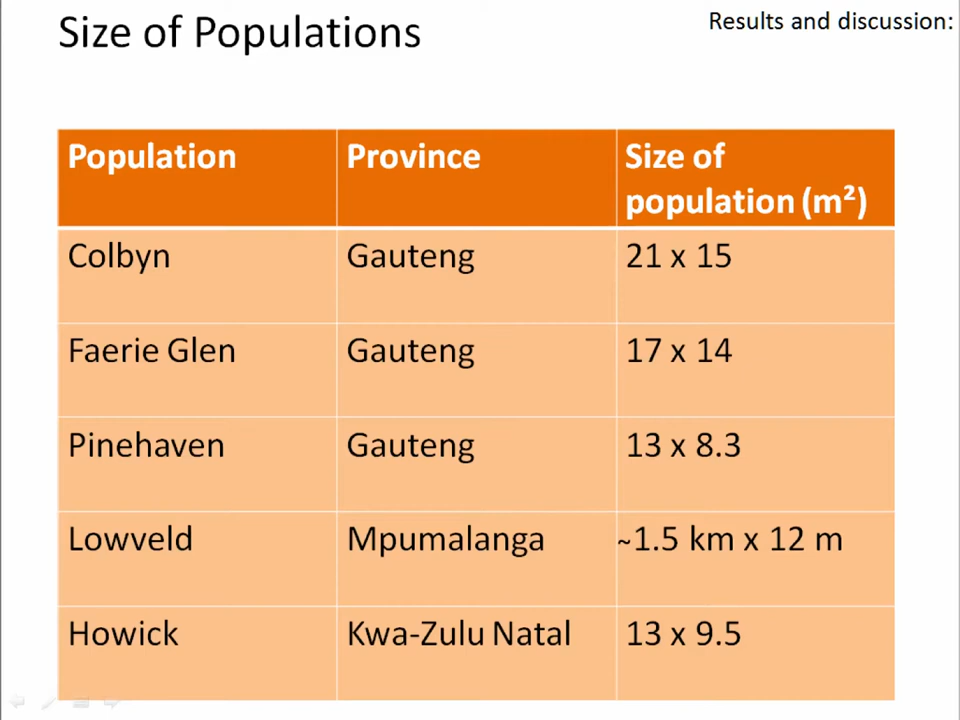 Size of Populations
Results and discussion:
Population Province Size of
population (m²)
Colbyn Gauteng 21 x 15
Faerie Glen Gauteng 17 x 14
Pinehaven Gauteng 13 x 8.3
Lowveld Mpumalanga ~1.5 km x 12 m
Howick Kwa-Zulu Natal 13 x 9.5